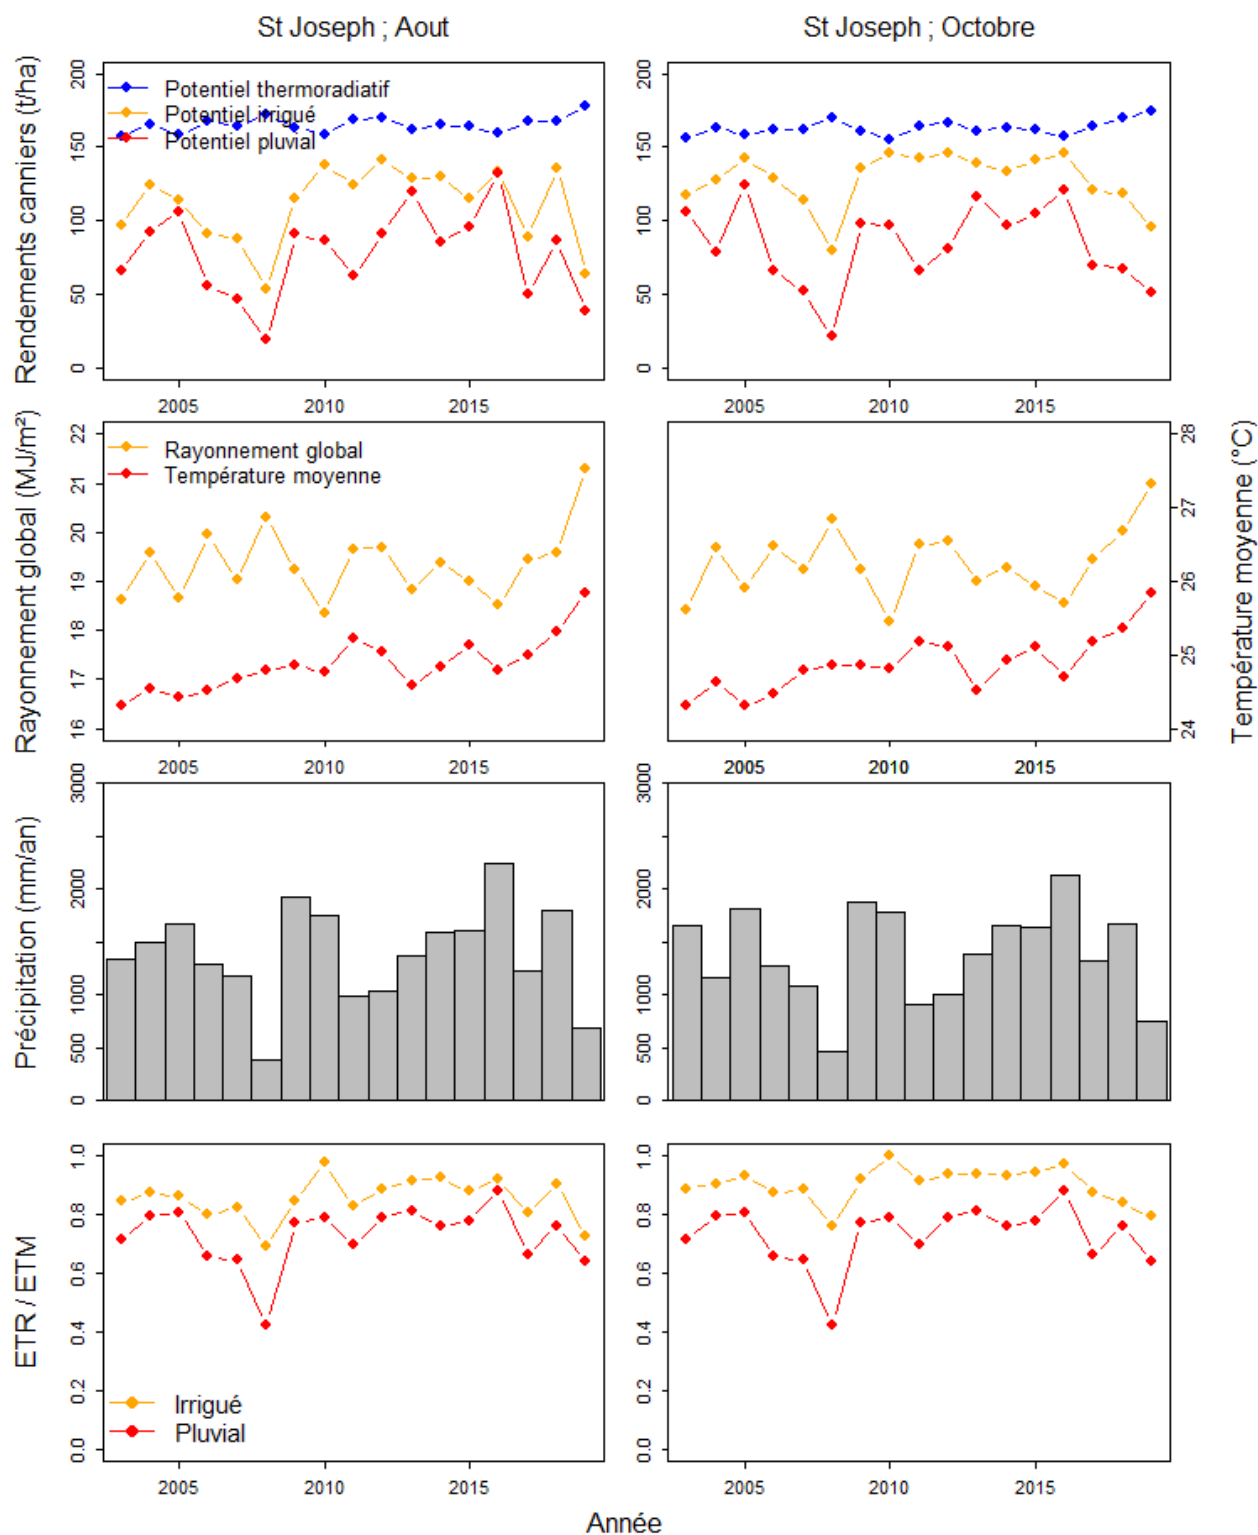 St Joseph ; Aout
St Joseph ; Octobre
Rendements canniers (t/ha)
200
150
100
50
0
Potentiel thermoradiatif
Potentiel irrigué
Potentiel pluvial
2005 2010 2015
200
150
100
50
0
2005 2010 2015
Rayonnement global (MJ/m²)
22
21
20
19
18
17
16
Rayonnement global
Température moyenne
2005 2010 2015
28
27
26
25
24
Température moyenne (°C)
2005 2010 2015
Précipitation (mm/an)
3000
2000
1000
500
0
3000
2000
1000
500
0
ETR / ETM
1.0
0.8
0.6
0.4
0.2
0.0
Irrigué
Pluvial
2005 2010 2015
1.0
0.8
0.6
0.4
0.2
0.0
2005 2010 2015
Année